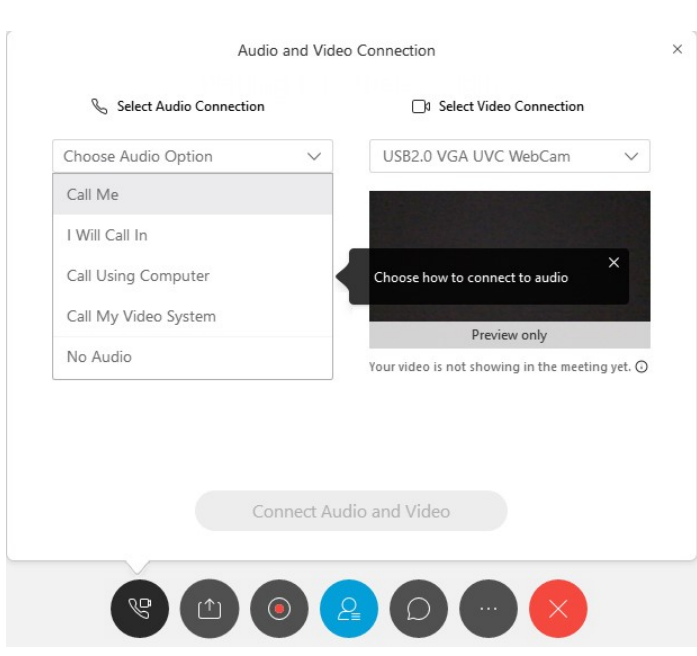 Audio and Video Connection
Select Audio Connection
Select Video Connection
Choose Audio Option
USB2.0 VGA UVC WebCam
Call Me
I Will Call In
Call Using Computer
Choose how to connect to audio
Call My Video System
Preview only
No Audio
Your video is not showing in the meeting yet.
Connect Audio and Video